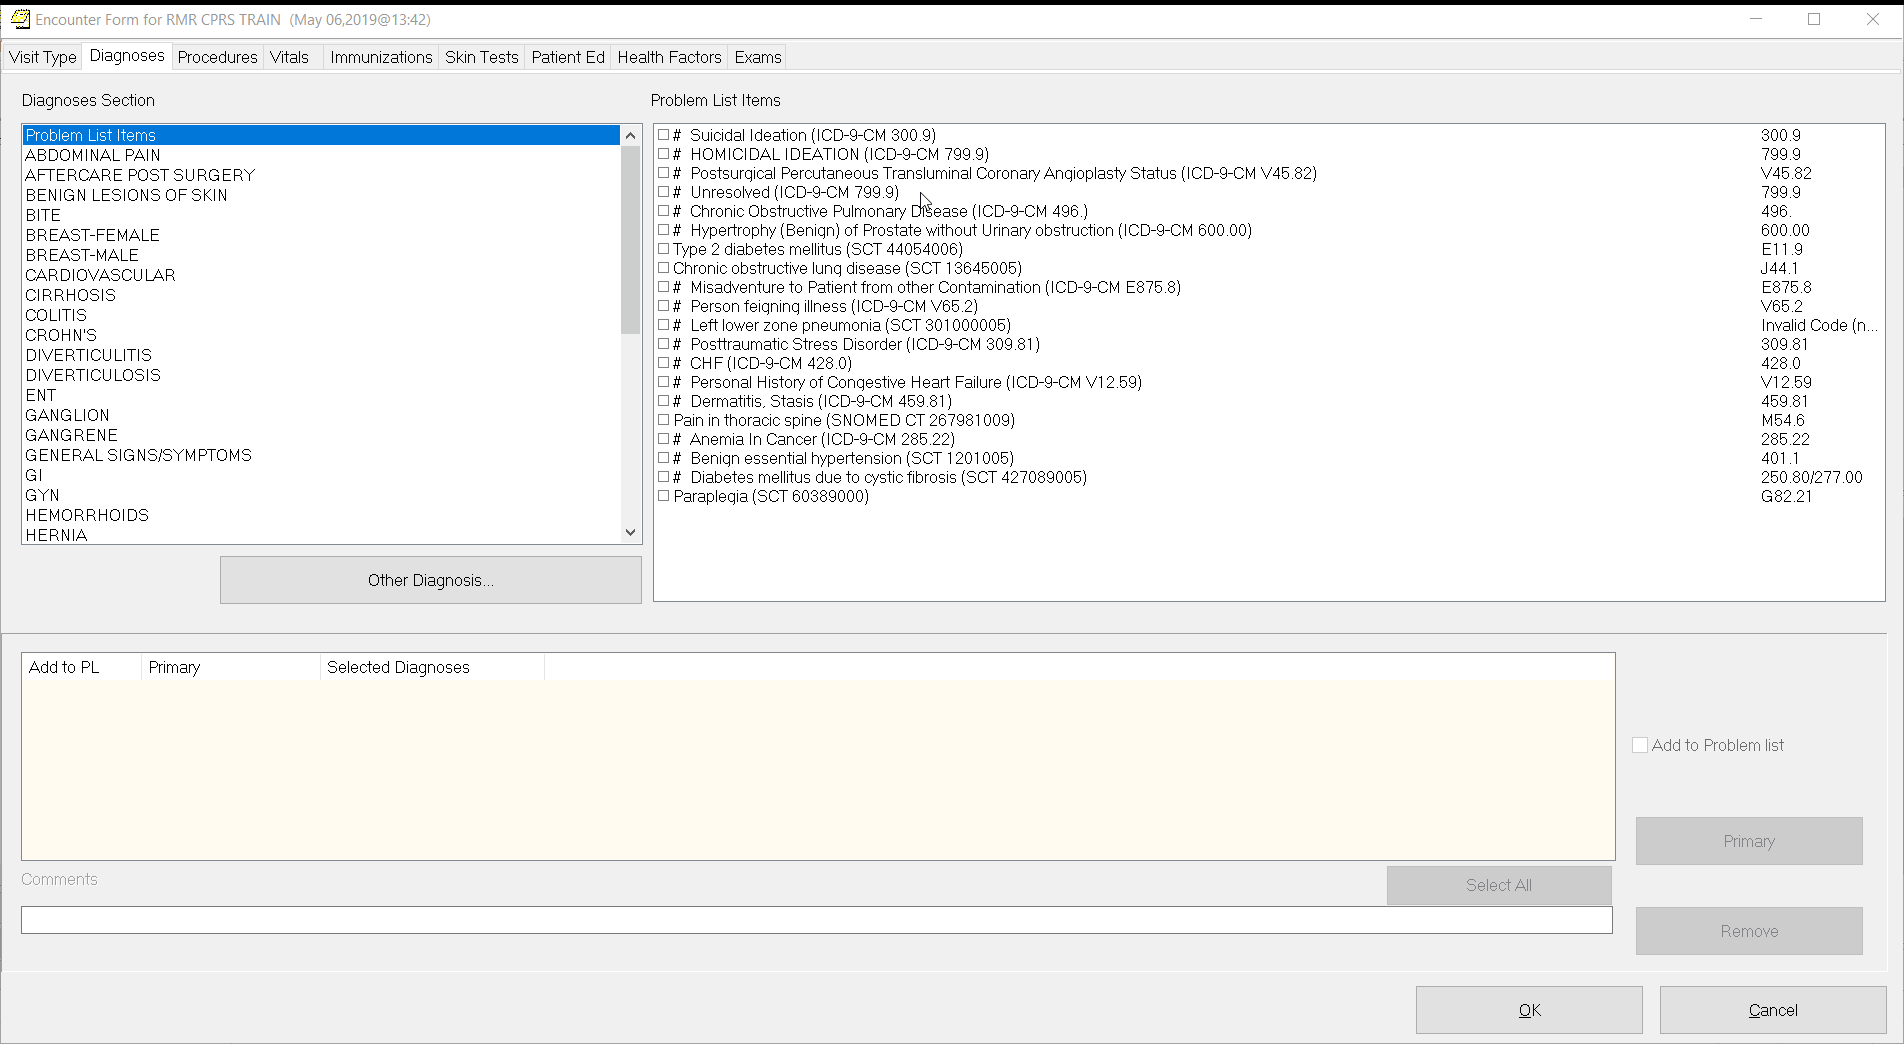 Encounter Form for RMR CPRS TRAIN (May 06,2019@13:42)
Visit Type Diagnoses Procedures Vitals Immunizations Skin Tests Patient Ed Health Factors Exams
Diagnoses Section
Problem List Items
ABDOMINAL PAIN
AFTERCARE POST SURGERY
BENIGN LESIONS OF SKIN
BITE
BREAST-FEMALE
BREAST-MALE
CARDIOVASCULAR
CIRRHOSIS
COLITIS
CROHN'S
DIVERTICULITIS
DIVERTICULOSIS
ENT
GANGLION
GANGRENE
GENERAL SIGNS/SYMPTOMS
GI
GYN
HEMORRHOIDS
HERNIA
Other Diagnosis...
Problem List Items
# Suicidal Ideation (ICD-9-CM 300.9) 300.9
# HOMICIDAL IDEATION (ICD-9-CM 799.9) 799.9
# Postsurgical Percutaneous Transluminal Coronary Angioplasty Status (ICD-9-CM V45.82) V45.82
# Unresolved (ICD-9-CM 799.9) 799.9
# Chronic Obstructive Pulmonary Disease (ICD-9-CM 496.) 496.
# Hypertrophy (Benign) of Prostate without Urinary obstruction (ICD-9-CM 600.00) 600.00
Type 2 diabetes mellitus (SCT 44054006) E11.9
Chronic obstructive lung disease (SCT 13645005) J44.1
# Misadventure to Patient from other Contamination (ICD-9-CM E875.8) E875.8
# Person feigning illness (ICD-9-CM V65.2) V65.2
# Left lower zone pneumonia (SCT 301000005) Invalid Code (n...
# Posttraumatic Stress Disorder (ICD-9-CM 309.81) 309.81
# CHF (ICD-9-CM 428.0) 428.0
# Personal History of Congestive Heart Failure (ICD-9-CM V12.59) V12.59
# Dermatitis, Stasis (ICD-9-CM 459.81) 459.81
Pain in thoracic spine (SNOMED CT 267981009) M54.6
# Anemia In Cancer (ICD-9-CM 285.22) 285.22
# Benign essential hypertension (SCT 1201005) 401.1
# Diabetes mellitus due to cystic fibrosis (SCT 427089005) 250.80/277.00
Paraplegia (SCT 60389000) G82.21
Add to PL Primary Selected Diagnoses
Add to Problem list
Primary
Comments
Select All
Remove
OK
Cancel